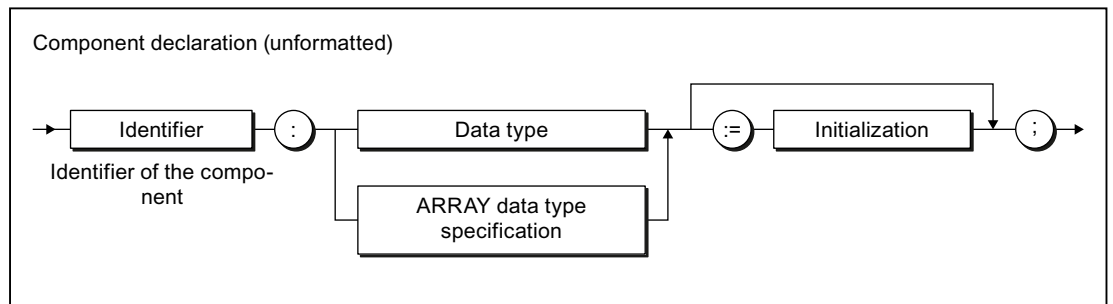 Component declaration (unformatted)
Identifier
:
Data type
:=
Initialization
;
Identifier of the compo-
nent
ARRAY data type
specification